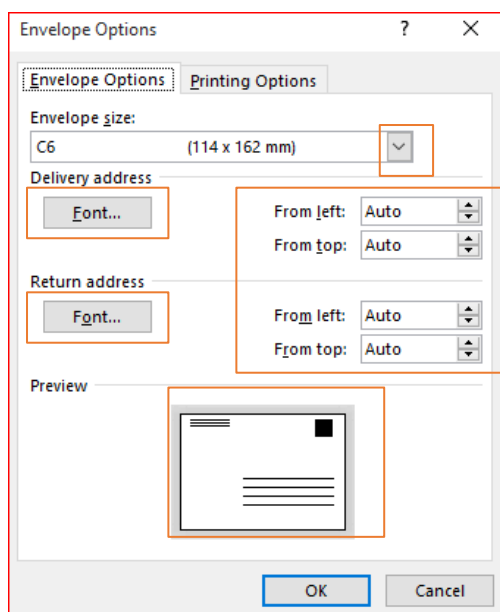 Envelope Options ? X
Envelope Options Printing Options
Envelope size:
C6 (114 x 162 mm)
Delivery address
Font... From left: Auto
From top: Auto
Return address
Font... From left: Auto
From top: Auto
Preview
OK Cancel